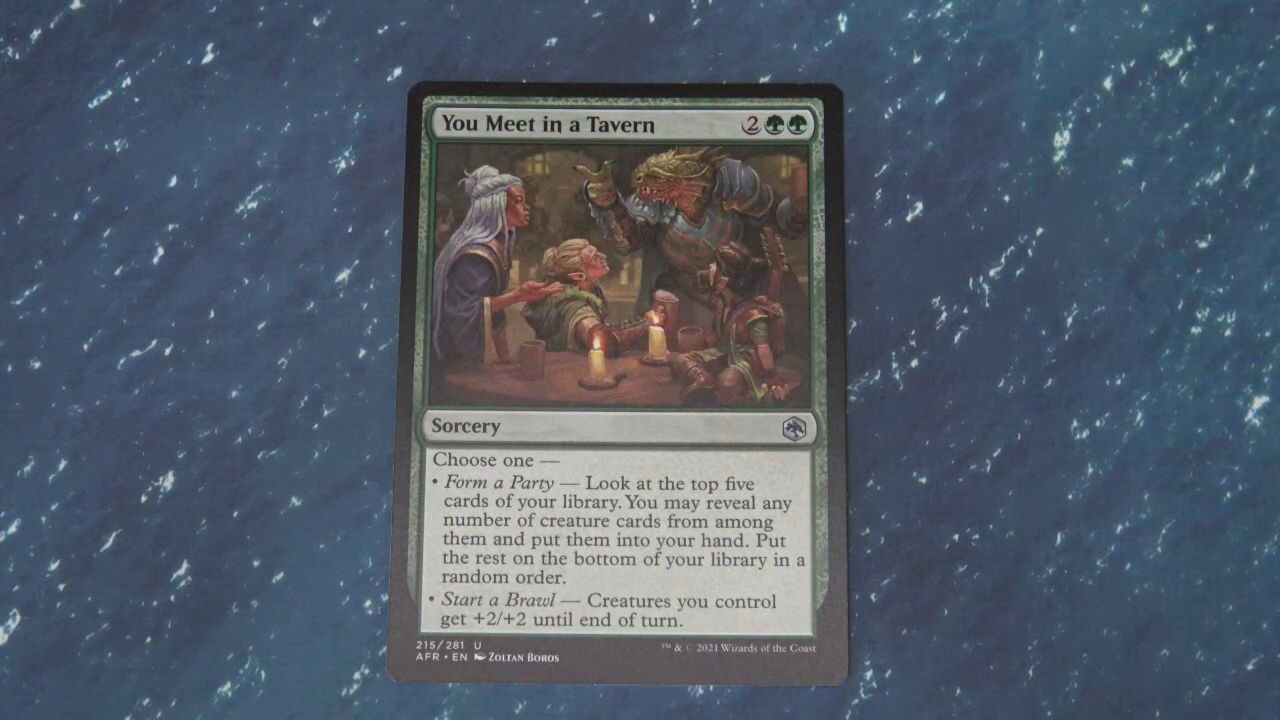 You Meet in a Tavern 2
Sorcery
Choose one —
• Form a Party — Look at the top five
cards of your library. You may reveal any
number of creature cards from among
them and put them into your hand. Put
the rest on the bottom of your library in a
random order.
• Start a Brawl — Creatures you control
get +2/+2 until end of turn.
215/281 U
AFR • EN Zoltan Boros
™ & © 2021 Wizards of the Coast